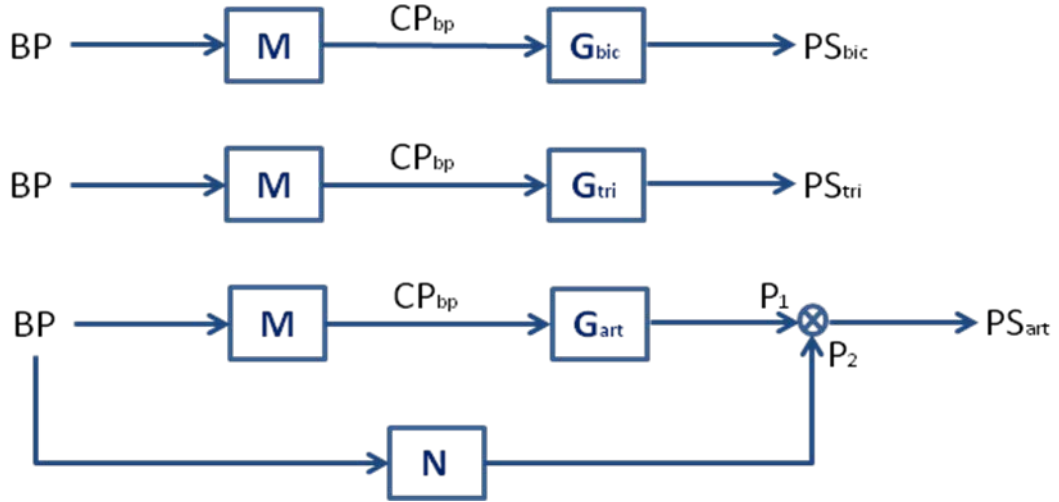 BP M CPbp Gbic PSbic
BP M CPbp Gtri PStri
BP M CPbp Gart P1 PSart
P2
N